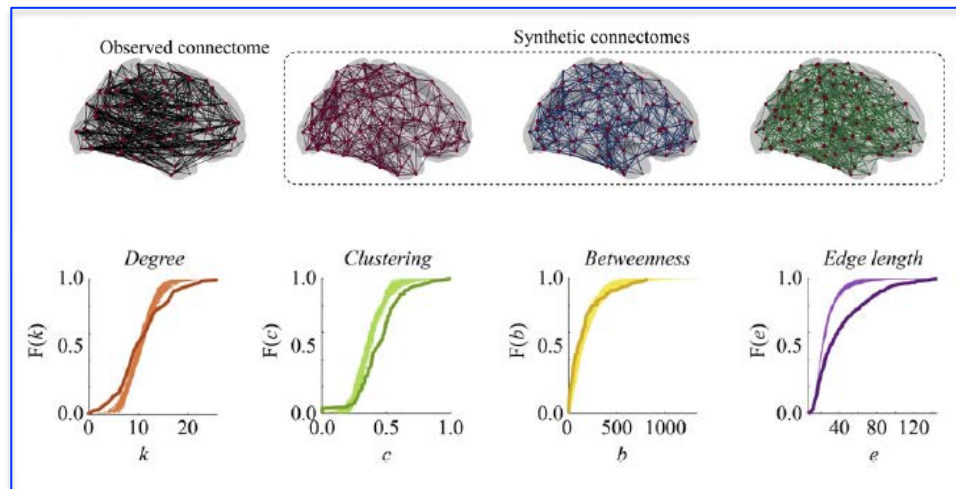 Observed connectome
Synthetic connectomes
Degree
Clustering
Betweenness
Edge length
1.0
0.5
0.0
F(k)
0
10
20
k
1.0
0.5
0.0
F(c)
0.0
0.5
1.0
c
1.0
0.5
0.0
F(b)
0
500
1000
b
1.0
0.5
0.0
F(e)
40
80
120
e